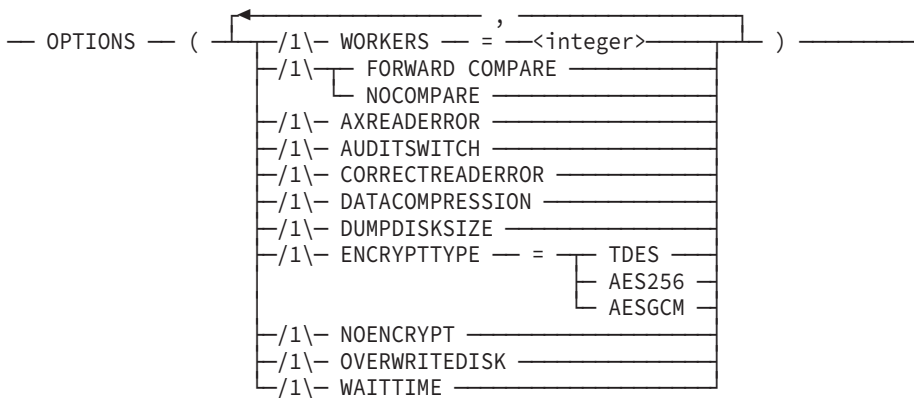 ,
OPTIONS ( /1\ WORKERS = <integer> )
/1\ FORWARD COMPARE
NOCOMPARE
/1\ AXREADERROR
/1\ AUDITSWITCH
/1\ CORRECTREADERROR
/1\ DATACOMPRESSION
/1\ DUMPDISKSIZE
/1\ ENCRYPTTYPE = TDES
AES256
AESGCM
/1\ NOENCRYPT
/1\ OVERWRITEDISK
/1\ WAITTIME